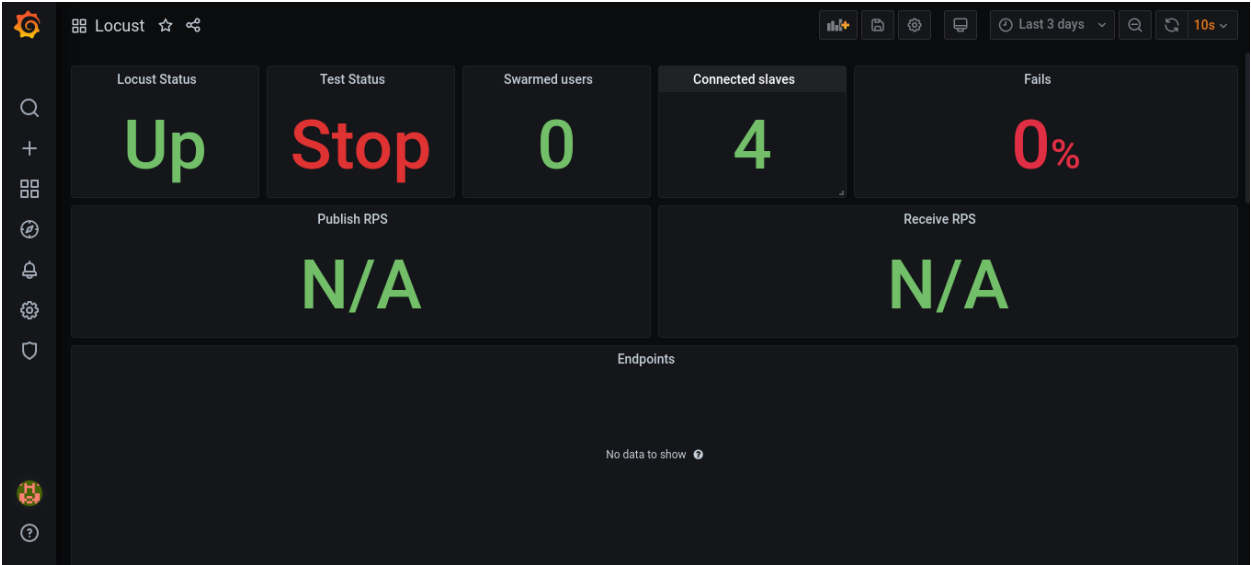 Locust
Last 3 days
10s
Locust Status
Test Status
Swarmed users
Connected slaves
Fails
Up
Stop
0
4
0%
Publish RPS
Receive RPS
N/A
N/A
Endpoints
No data to show